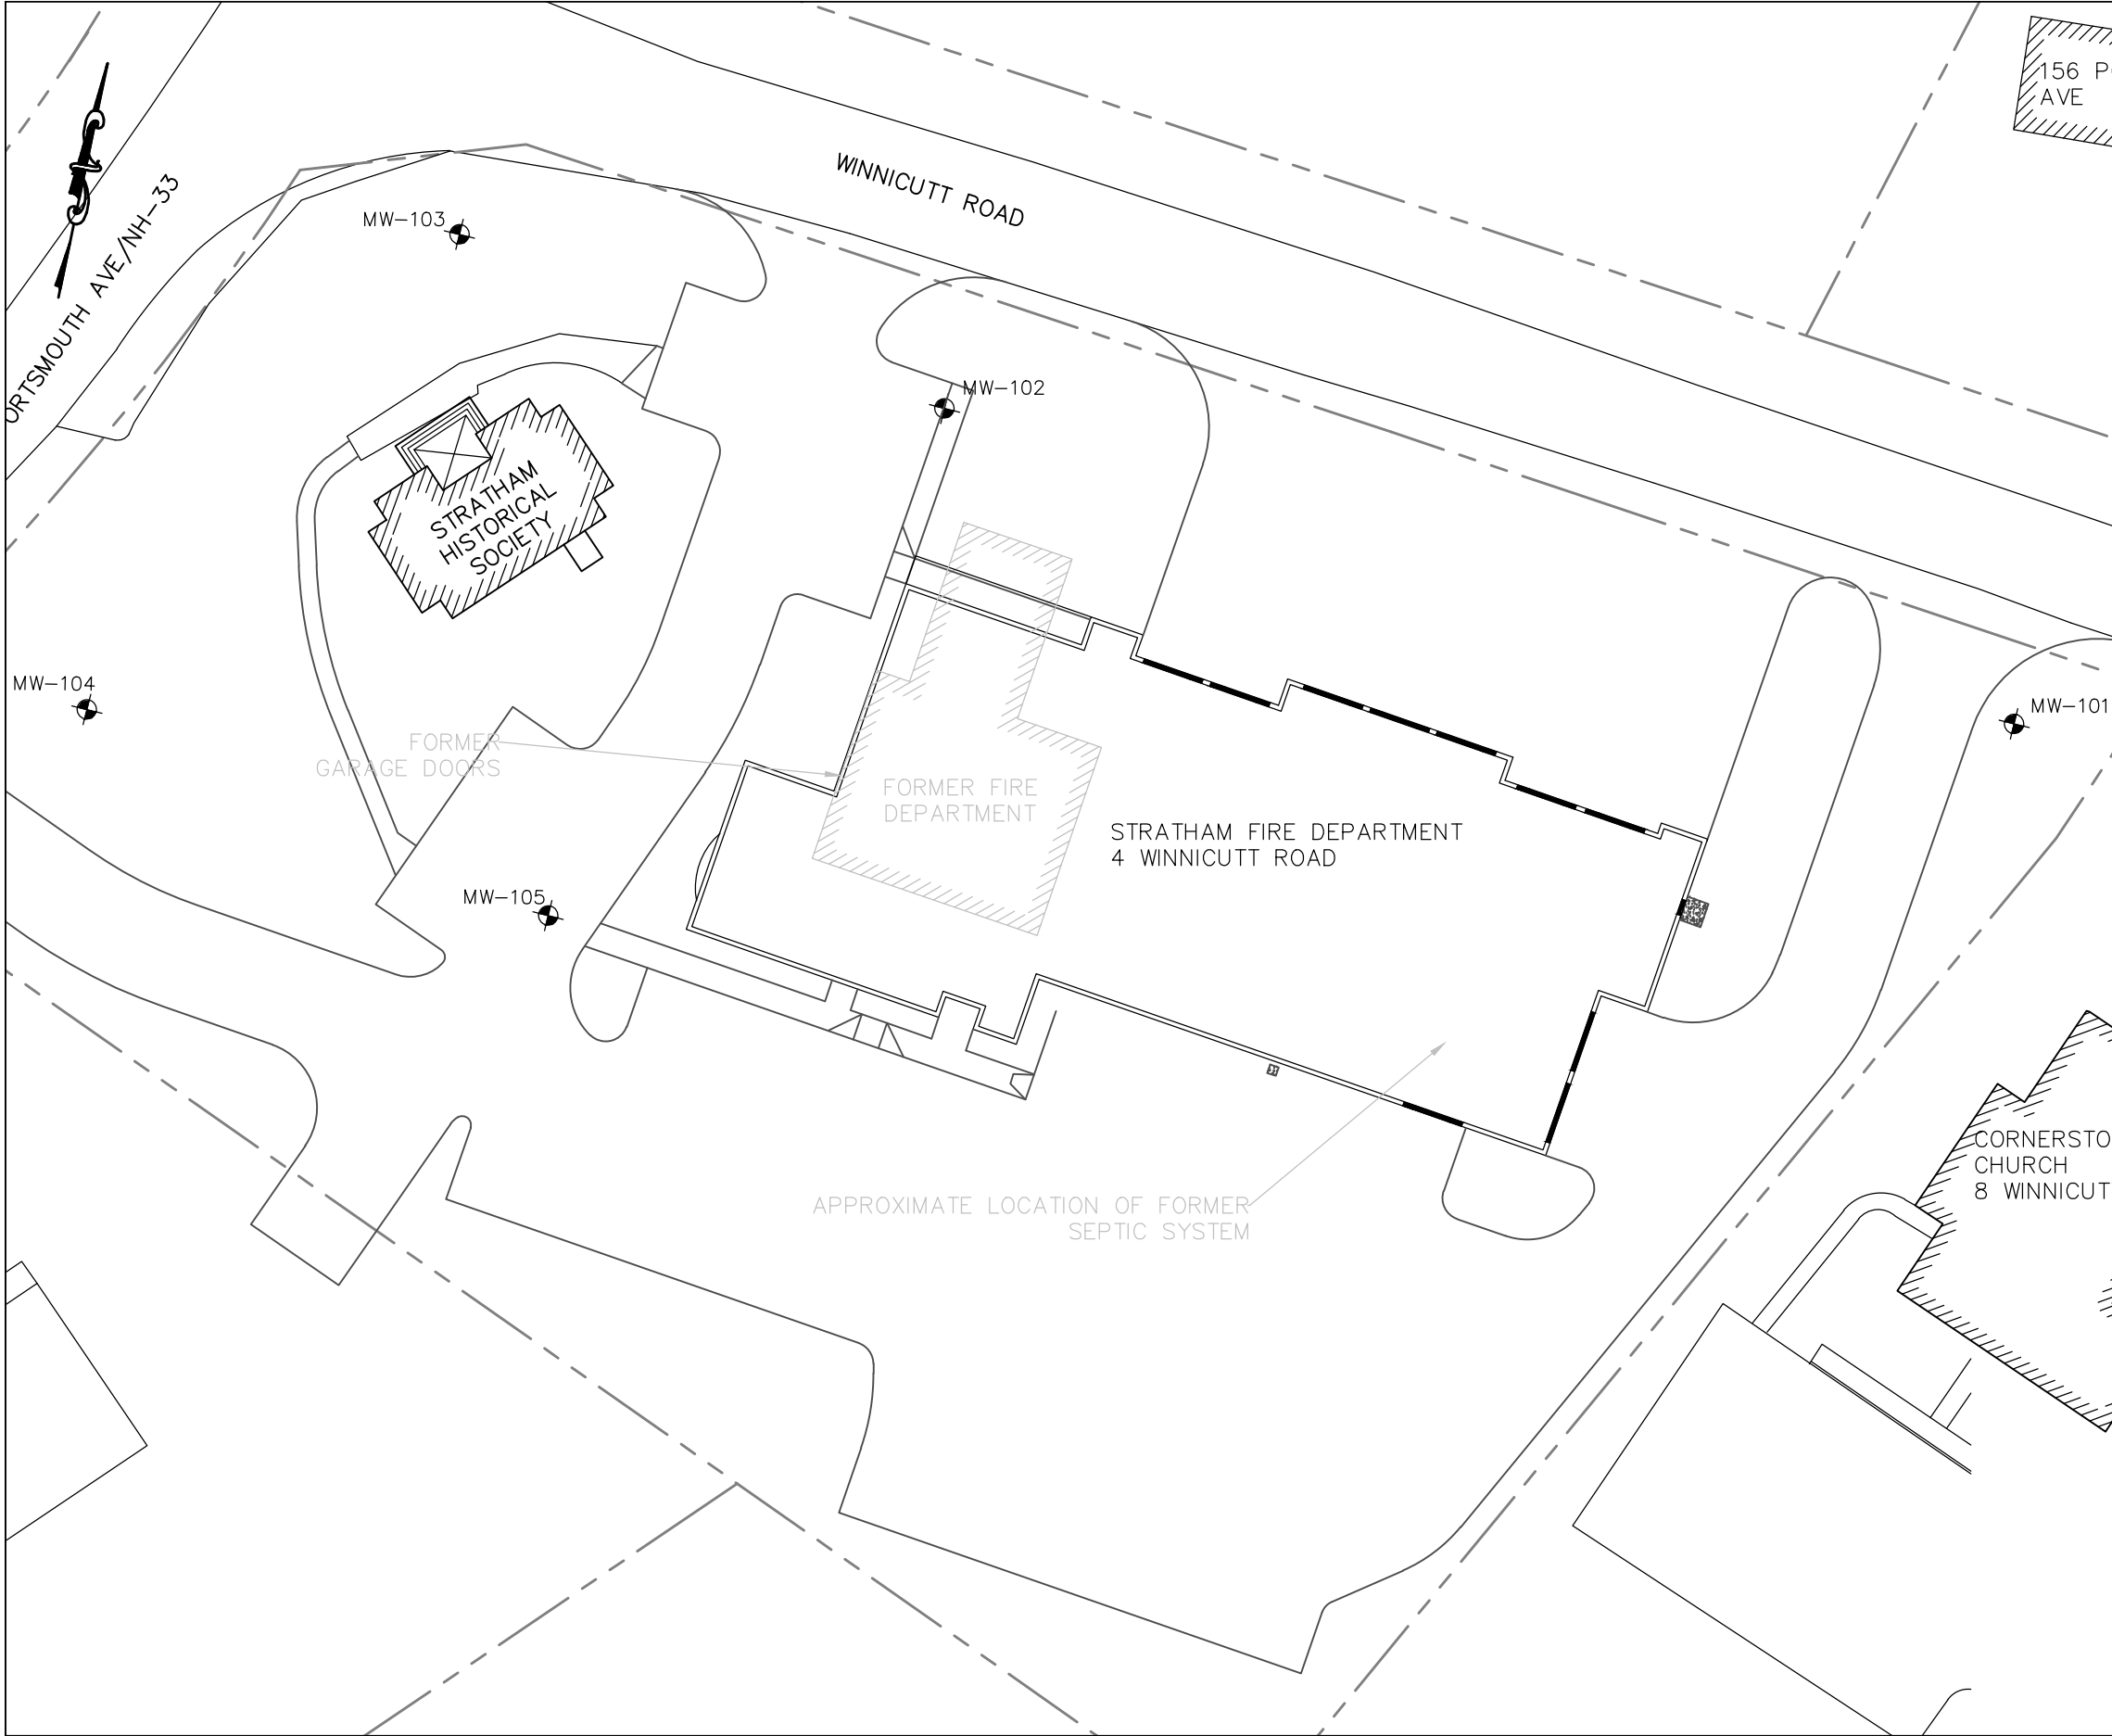 156 P
AVE
WINNICUTT ROAD
ORTSMOUTH AVE/NH-33
MW-103
MW-102
STRATHAM
HISTORICAL
SOCIETY
MW-104
MW-101
FORMER
GARAGE DOORS
FORMER FIRE
DEPARTMENT
STRATHAM FIRE DEPARTMENT
4 WINNICUTT ROAD
MW-105
CORNERSTO
CHURCH
8 WINNICUT
APPROXIMATE LOCATION OF FORMER
SEPTIC SYSTEM